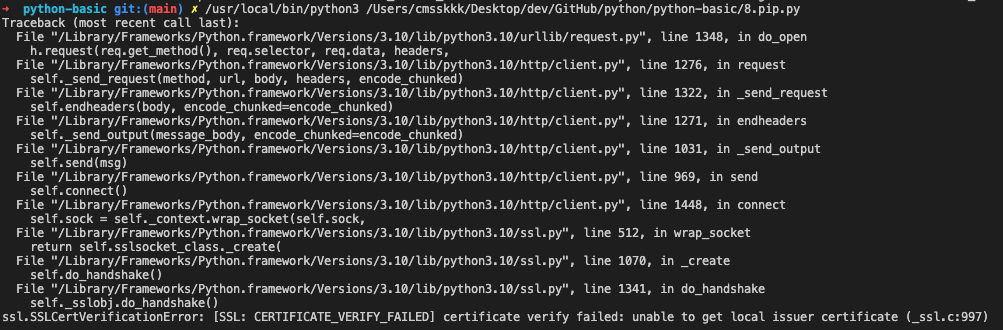 ➜  python-basic git:(main) ✗ /usr/local/bin/python3 /Users/cmsskkk/Desktop/dev/GitHub/python/python-basic/8.pip.py
Traceback (most recent call last):
  File "/Library/Frameworks/Python.framework/Versions/3.10/lib/python3.10/urllib/request.py", line 1348, in do_open
    h.request(req.get_method(), req.selector, req.data, headers,
  File "/Library/Frameworks/Python.framework/Versions/3.10/lib/python3.10/http/client.py", line 1276, in request
    self._send_request(method, url, body, headers, encode_chunked)
  File "/Library/Frameworks/Python.framework/Versions/3.10/lib/python3.10/http/client.py", line 1322, in _send_request
    self.endheaders(body, encode_chunked=encode_chunked)
  File "/Library/Frameworks/Python.framework/Versions/3.10/lib/python3.10/http/client.py", line 1271, in endheaders
    self._send_output(message_body, encode_chunked=encode_chunked)
  File "/Library/Frameworks/Python.framework/Versions/3.10/lib/python3.10/http/client.py", line 1031, in _send_output
    self.send(msg)
  File "/Library/Frameworks/Python.framework/Versions/3.10/lib/python3.10/http/client.py", line 969, in send
    self.connect()
  File "/Library/Frameworks/Python.framework/Versions/3.10/lib/python3.10/http/client.py", line 1448, in connect
    self.sock = self._context.wrap_socket(self.sock,
  File "/Library/Frameworks/Python.framework/Versions/3.10/lib/python3.10/ssl.py", line 512, in wrap_socket
    return self.sslsocket_class._create(
  File "/Library/Frameworks/Python.framework/Versions/3.10/lib/python3.10/ssl.py", line 1070, in _create
    self.do_handshake()
  File "/Library/Frameworks/Python.framework/Versions/3.10/lib/python3.10/ssl.py", line 1341, in do_handshake
    self._sslobj.do_handshake()
ssl.SSLCertVerificationError: [SSL: CERTIFICATE_VERIFY_FAILED] certificate verify failed: unable to get local issuer certificate (_ssl.c:997)